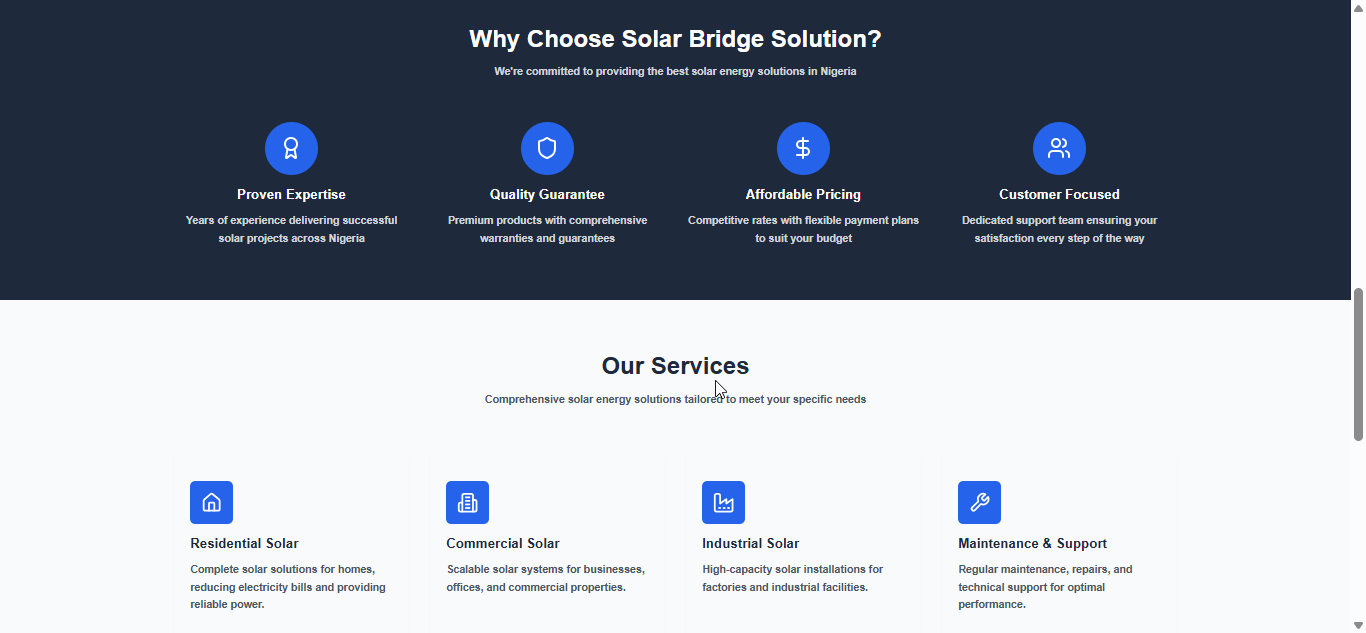 Why Choose Solar Bridge Solution?
We're committed to providing the best solar energy solutions in Nigeria
Proven Expertise
Years of experience delivering successful
solar projects across Nigeria
Quality Guarantee
Premium products with comprehensive
warranties and guarantees
Affordable Pricing
Competitive rates with flexible payment plans
to suit your budget
Customer Focused
Dedicated support team ensuring your
satisfaction every step of the way
Our Services
Comprehensive solar energy solutions tailored to meet your specific needs
Residential Solar
Complete solar solutions for homes,
reducing electricity bills and providing
reliable power.
Commercial Solar
Scalable solar systems for businesses,
offices, and commercial properties.
Industrial Solar
High-capacity solar installations for
factories and industrial facilities.
Maintenance & Support
Regular maintenance, repairs, and
technical support for optimal
performance.